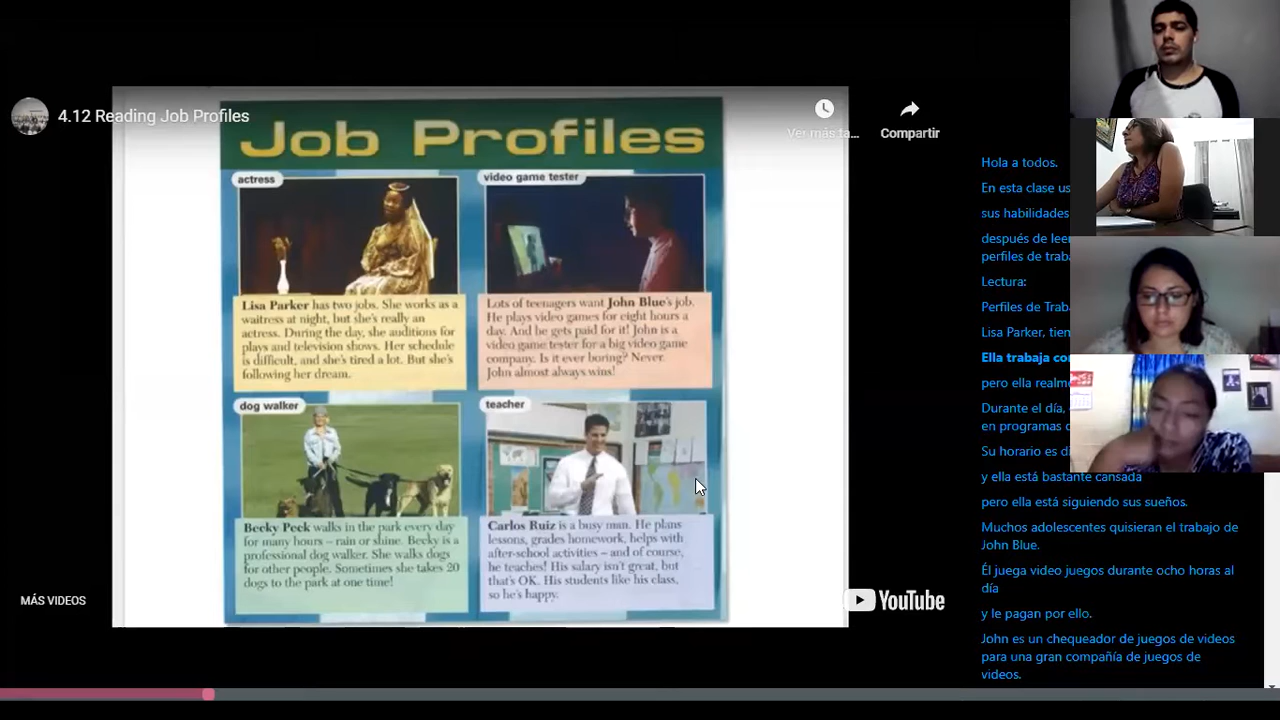 4.12 Reading Job Profiles
Ver más ta...
Compartir
Job Profiles
actress
Lisa Parker has two jobs. She works as a
waitress at night, but she's really an
actress. During the day, she auditions for
plays and television shows. Her schedule
is difficult, and she's tired a lot. But she's
following her dream.
video game tester
Lots of teenagers want John Blue's job.
He plays video games for eight hours a
day. And he gets paid for it! John is a
video game tester for a big video game
company. Is it ever boring? Never.
John almost always wins!
dog walker
Becky Peck walks in the park every day
for many hours – rain or shine. Becky is a
professional dog walker. She walks dogs
for other people. Sometimes she takes 20
dogs to the park at one time!
teacher
Carlos Ruiz is a busy man. He plans
lessons, grades homework, helps with
after-school activities – and of course,
he teaches! His salary isn't great, but
that's OK. His students like his class,
so he's happy.
MÁS VIDEOS
YouTube
Hola a todos.
En esta clase us
sus habilidades
después de lee
perfiles de trab
Lectura:
Perfiles de Trab
Lisa Parker, tien
Ella trabaja co
pero ella realm
Durante el día,
en programas
Su horario es di
y ella está bastante cansada
pero ella está siguiendo sus sueños.
Muchos adolescentes quisieran el trabajo de
John Blue.
Él juega video juegos durante ocho horas al
día
y le pagan por ello.
John es un chequeador de juegos de videos
para una gran compañía de juegos de
videos.